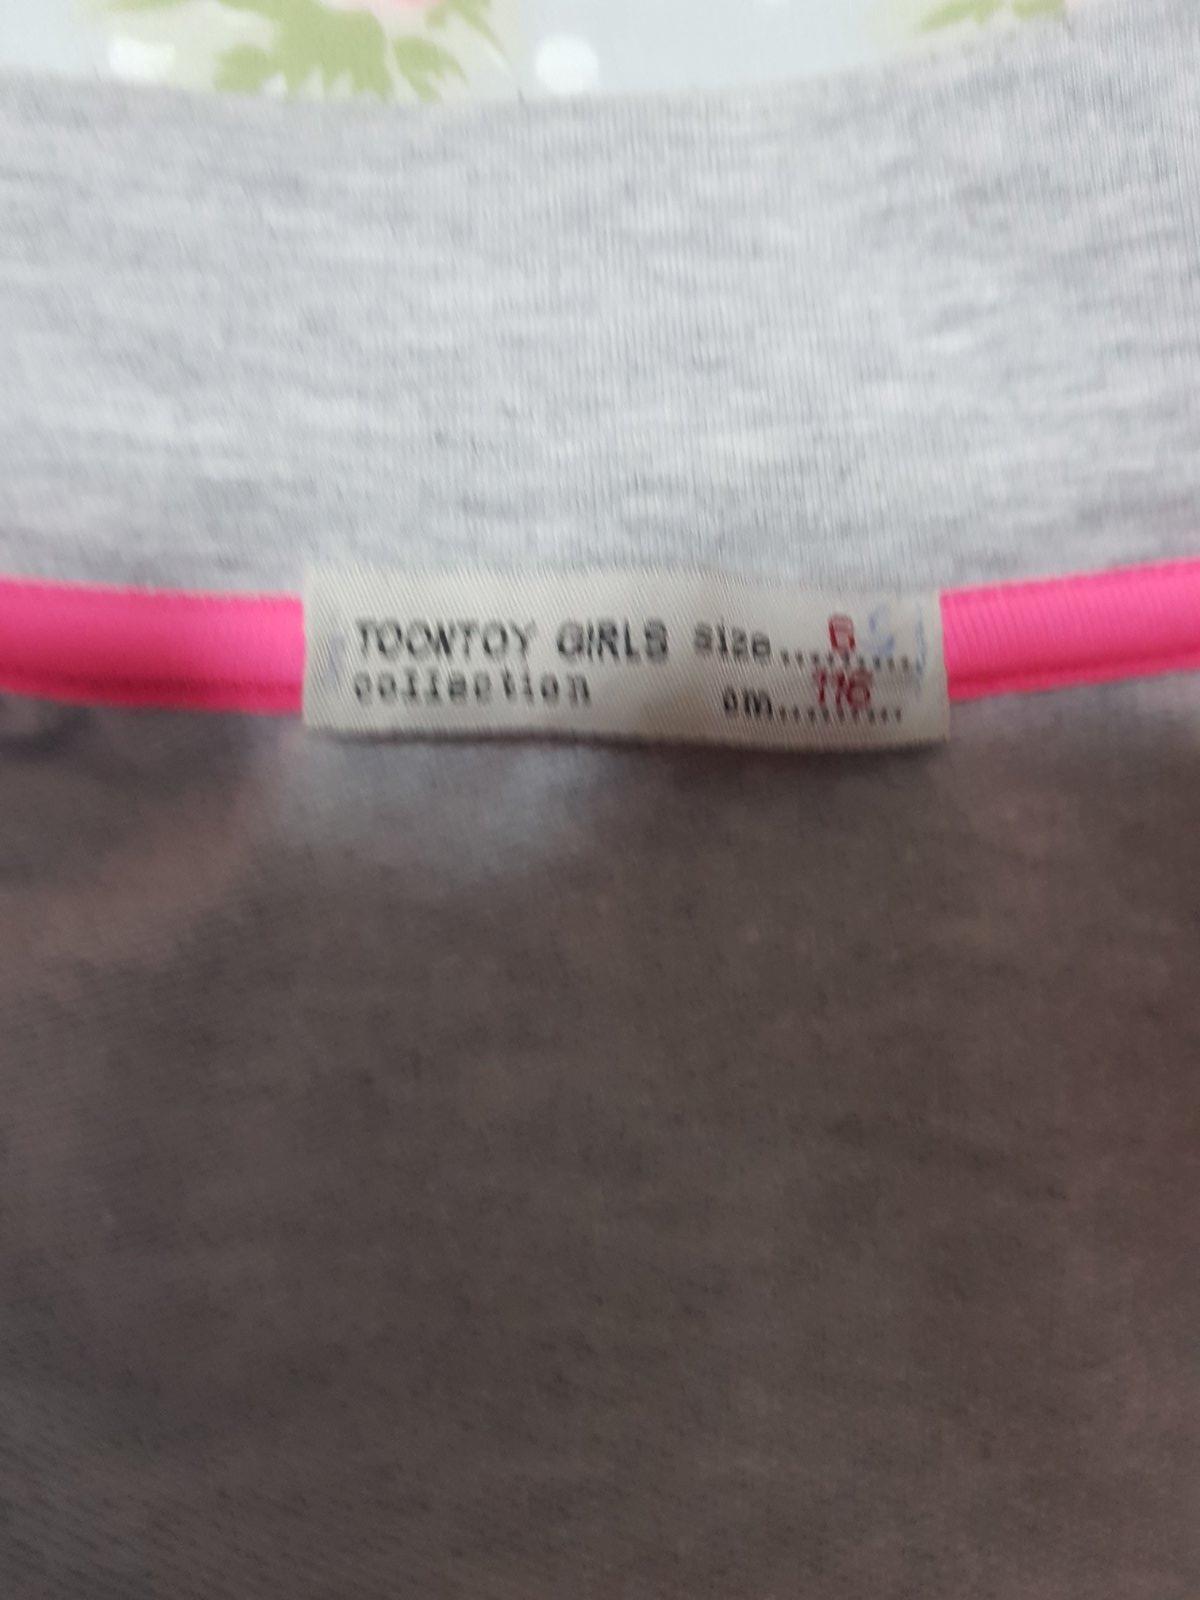 TOONTOY GIRLS size......6.....
collection cm....116....